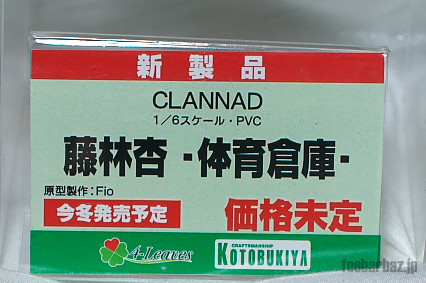 新製品
CLANNAD
1／6スケール・PVC
藤林杏 -体育倉庫-
原型製作：Fio
今冬発売予定 価格未定
4-Leaves CRAFTSMANSHIP
KOTOBUKIYA
foobarbaz.jp